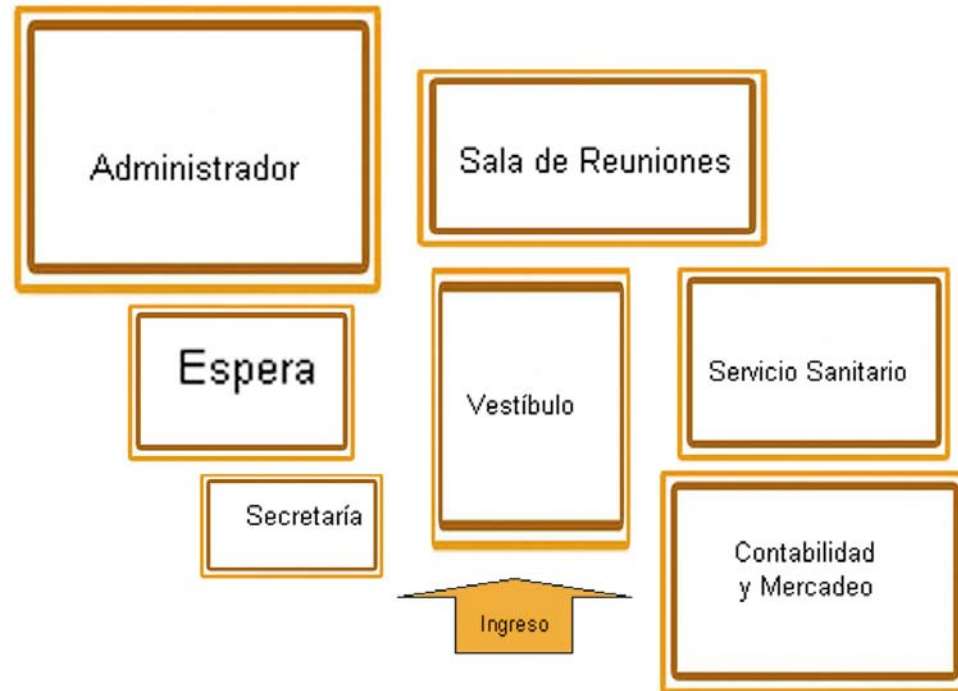 Administrador
Sala de Reuniones
Espera
Vestíbulo
Servicio Sanitario
Secretaría
Contabilidad
y Mercadeo
Ingreso